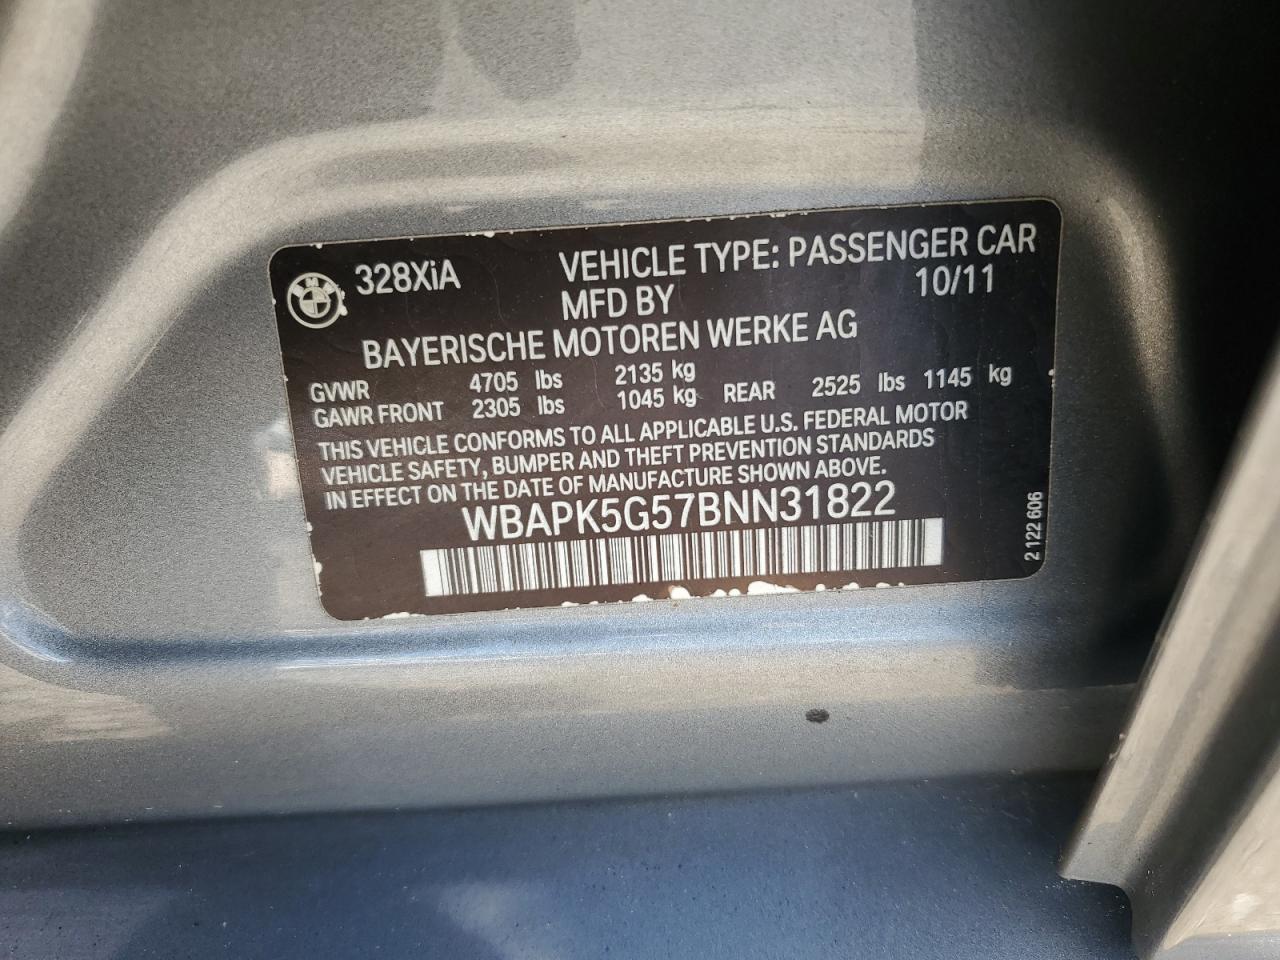 BMW
328XiA
VEHICLE TYPE: PASSENGER CAR
MFD BY 10/11
BAYERISCHE MOTOREN WERKE AG
GVWR 4705 lbs 2135 kg
GAWR FRONT 2305 lbs 1045 kg REAR 2525 lbs 1145 kg
THIS VEHICLE CONFORMS TO ALL APPLICABLE U.S. FEDERAL MOTOR
VEHICLE SAFETY, BUMPER AND THEFT PREVENTION STANDARDS
IN EFFECT ON THE DATE OF MANUFACTURE SHOWN ABOVE.
WBAPK5G57BNN31822
2 122 606